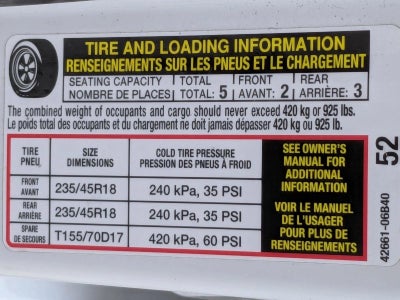 TIRE AND LOADING INFORMATION
RENSEIGNEMENTS SUR LES PNEUS ET LE CHARGEMENT
SEATING CAPACITY TOTAL FRONT REAR
NOMBRE DE PLACES TOTAL: 5 AVANT: 2 ARRIÈRE: 3
The combined weight of occupants and cargo should never exceed 420 kg or 925 lbs.
Le poids total des occupants et du chargement ne doit jamais dépasser 420 kg ou 925 lb.
TIRE SIZE COLD TIRE PRESSURE
PNEU DIMENSIONS PRESSION DES PNEUS À FROID
FRONT
AVANT 235/45R18 240 kPa, 35 PSI
REAR
ARRIÈRE 235/45R18 240 kPa, 35 PSI
SPARE
DE SECOURS T155/70D17 420 kPa, 60 PSI
SEE OWNER'S
MANUAL FOR
ADDITIONAL
INFORMATION
VOIR LE MANUEL
DE L'USAGER
POUR PLUS DE
RENSEIGNEMENTS
52
42661-06B40